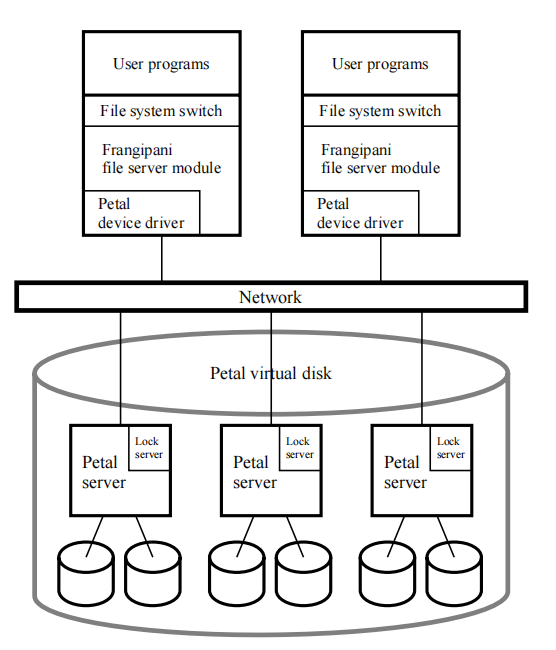 User programs
User programs
File system switch
File system switch
Frangipani
file server module
Frangipani
file server module
Petal
device driver
Petal
device driver
Network
Petal virtual disk
Lock
server
Petal
server
Lock
server
Petal
server
Lock
server
Petal
server